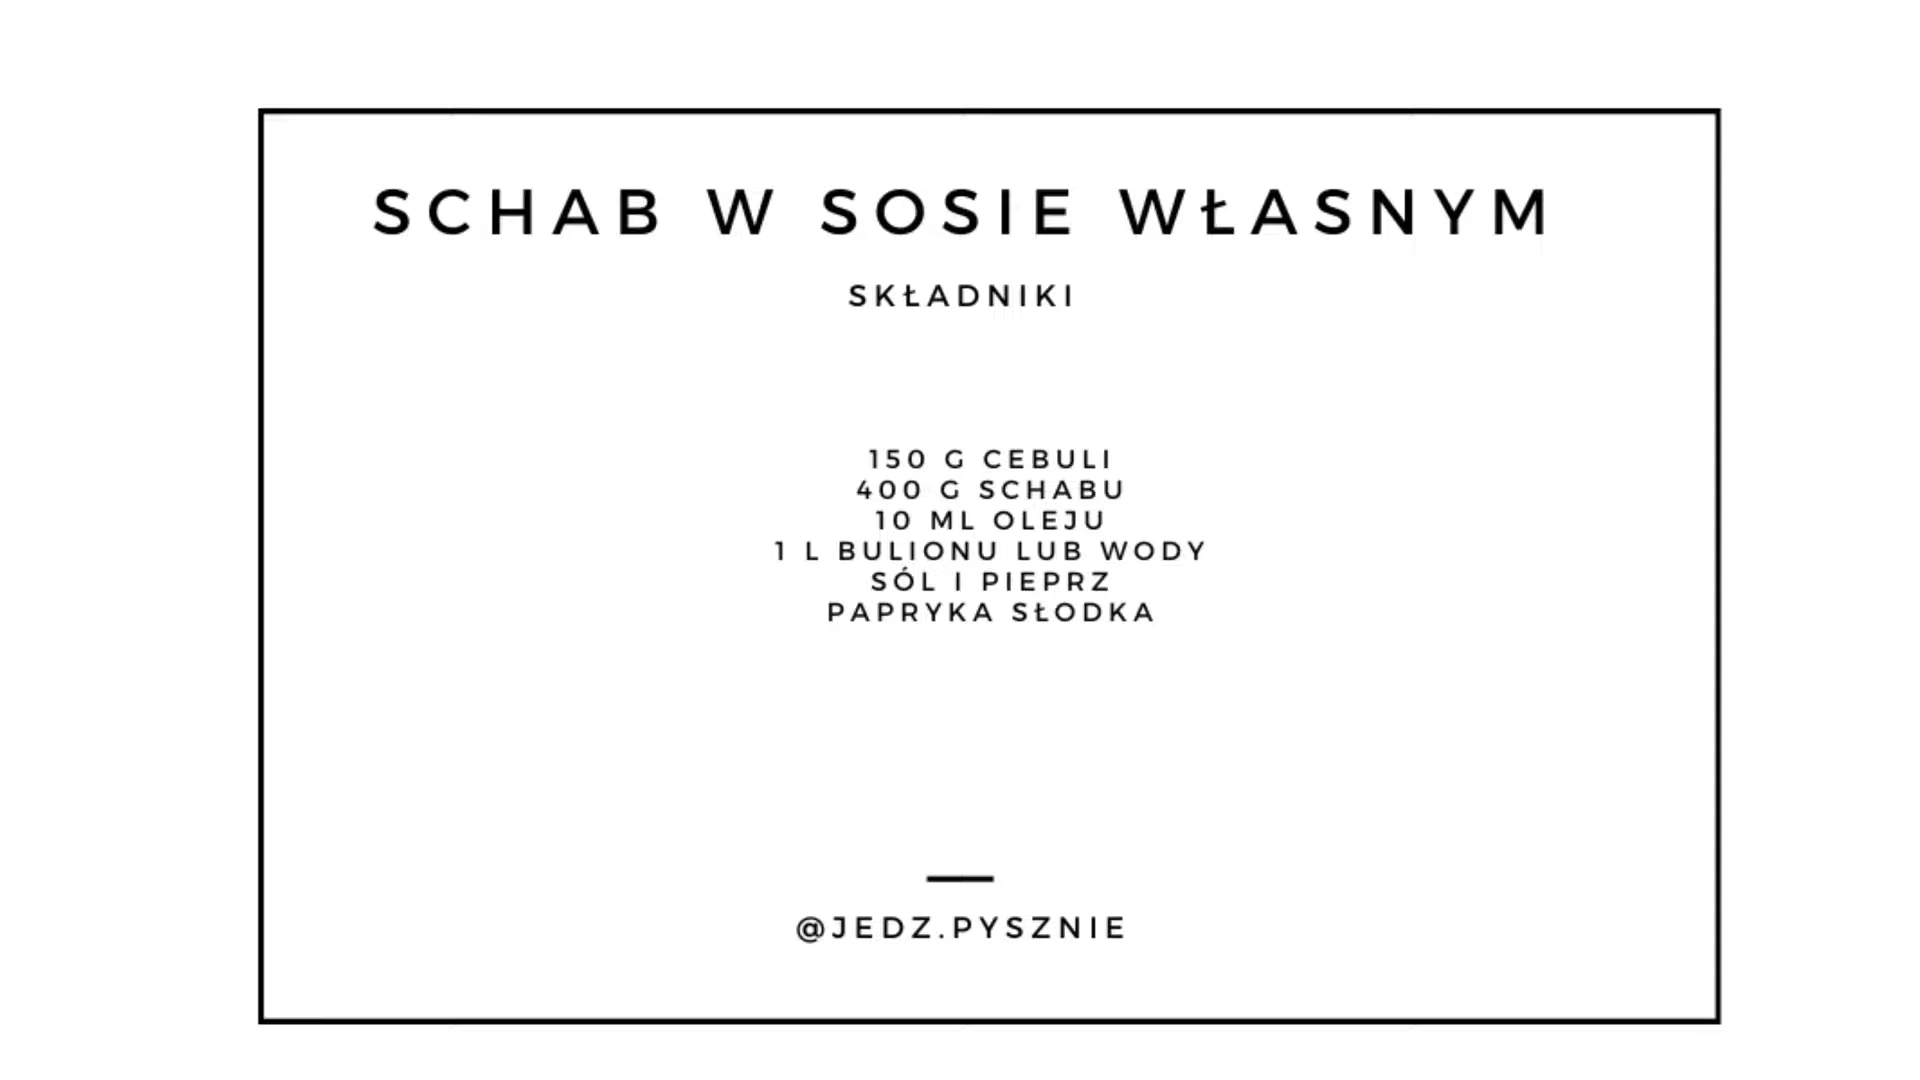 SCHAB W SOSIE WŁASNYM
SKŁADNIKI
150 G CEBULI
400 G SCHABU
10 ML OLEJU
1 L BULIONU LUB WODY
SÓL I PIEPRZ
PAPRYKA SŁODKA
@JEDZ.PYSZNIE